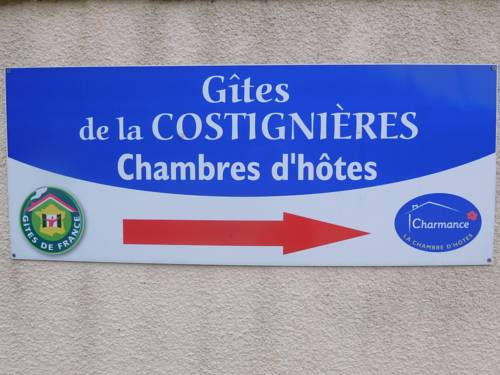 Gîtes
de la COSTIGNIÈRES
Chambres d'hôtes
GÎTES DE FRANCE
Charmance
LA CHAMBRE D'HÔTES